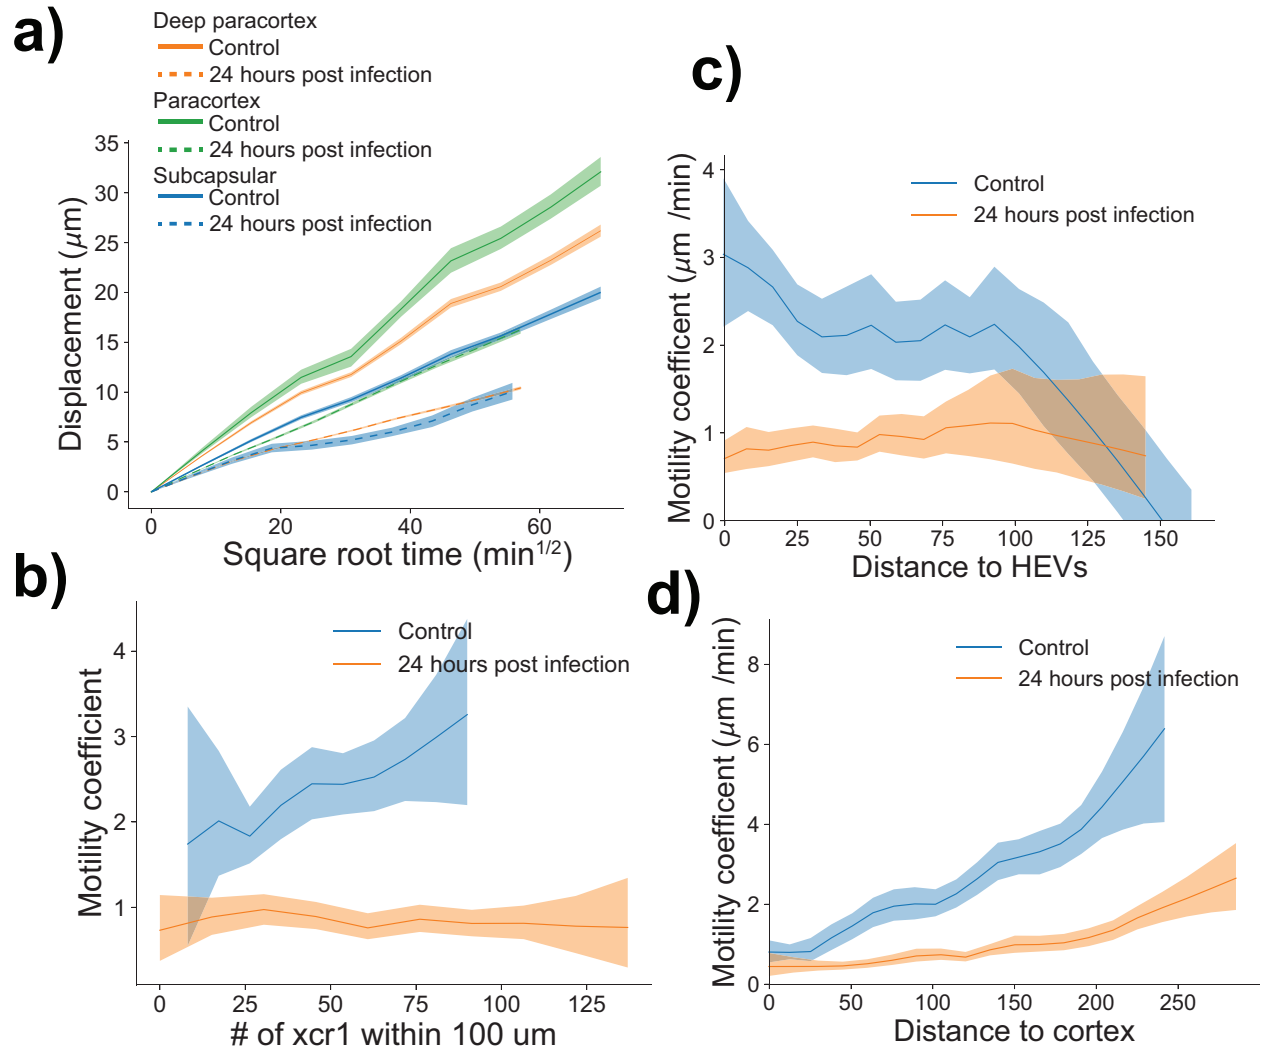 a)
Deep paracortex
Control
24 hours post infection
Paracortex
Control
24 hours post infection
Subcapsular
Control
24 hours post infection
Displacement (μm)
35
30
25
20
15
10
5
0
0 20 40 60
Square root time (min1/2)
b)
Control
24 hours post infection
Motility coefficient
4
3
2
1
0 25 50 75 100 125
# of xcr1 within 100 um
c)
Control
24 hours post infection
Motility coefficent (μm /min)
4
3
2
1
0
0 25 50 75 100 125 150
Distance to HEVs
d)
Control
24 hours post infection
Motility coefficent (μm /min)
8
6
4
2
0
0 50 100 150 200 250
Distance to cortex